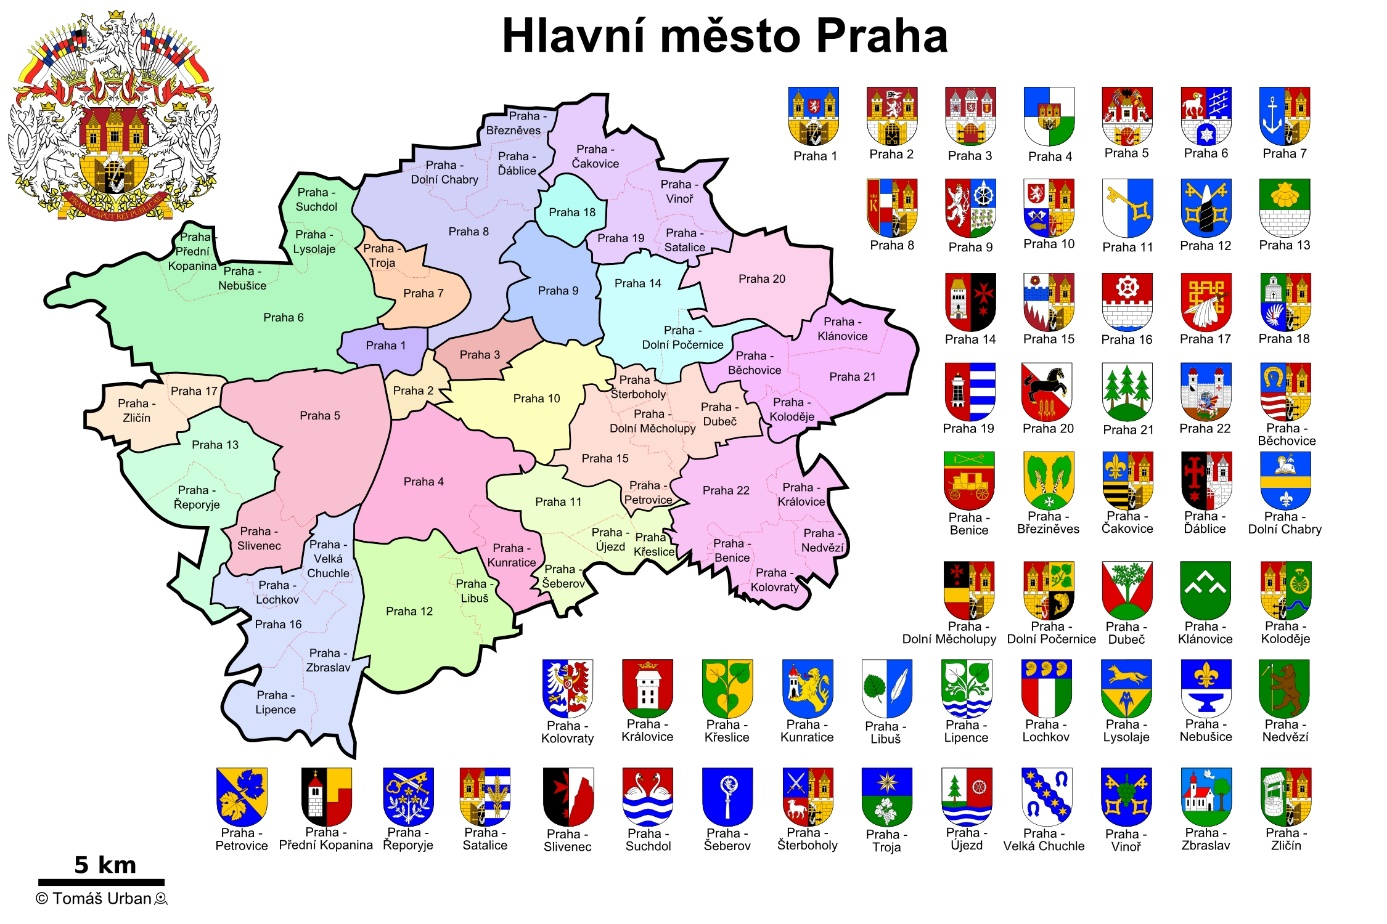 Hlavní město Praha
PRAGA CAPUT REI PUBLICAE
Praha -
Březněves
Praha -
Čakovice
Praha -
Dolní Chabry
Praha -
Ďáblice
Praha -
Vinoř
Praha -
Suchdol
Praha 18
Praha 8
Praha 19
Praha -
Satalice
Praha -
Přední
Kopanina
Praha -
Lysolaje
Praha -
Troja
Praha -
Nebušice
Praha 7
Praha 9
Praha 14
Praha 20
Praha 6
Praha -
Klánovice
Praha 1
Praha 3
Praha -
Dolní Počernice
Praha -
Běchovice
Praha 21
Praha 17
Praha 2
Praha 10
Praha -
Štěrboholy
Praha -
Zličín
Praha 5
Praha -
Dolní Měcholupy
Praha -
Dubeč
Praha -
Koloděje
Praha 13
Praha 15
Praha 4
Praha -
Řeporyje
Praha 11
Praha -
Petrovice
Praha 22
Praha -
Královice
Praha -
Slivenec
Praha -
Velká
Chuchle
Praha -
Kunratice
Praha -
Újezd
Praha
Křeslice
Praha -
Benice
Praha -
Nedvězí
Praha -
Šeberov
Praha -
Kolovraty
Praha -
Lochkov
Praha -
Libuš
Praha 12
Praha 16
Praha -
Zbraslav
Praha -
Lipence
Praha 1
Praha 2
Praha 3
Praha 4
Praha 5
Praha 6
Praha 7
Praha 8
Praha 9
Praha 10
Praha 11
Praha 12
Praha 13
Praha 14
Praha 15
Praha 16
Praha 17
Praha 18
Praha 19
Praha 20
Praha 21
Praha 22
Praha -
Běchovice
Praha -
Benice
Praha -
Březiněves
Praha -
Čakovice
Praha -
Ďáblice
Praha -
Dolní Chabry
Praha -
Dolní Měcholupy
Praha -
Dolní Počernice
Praha -
Dubeč
Praha -
Klánovice
Praha -
Koloděje
Praha -
Kolovraty
Praha -
Královice
Praha -
Křeslice
Praha -
Kunratice
Praha -
Libuš
Praha -
Lipence
Praha -
Lochkov
Praha -
Lysolaje
Praha -
Nebušice
Praha -
Nedvězí
Praha -
Petrovice
Praha -
Přední Kopanina
Praha -
Řeporyje
Praha -
Satalice
Praha -
Slivenec
Praha -
Suchdol
Praha -
Šeberov
Praha -
Štěrboholy
Praha -
Troja
Praha -
Újezd
Praha -
Velká Chuchle
Praha -
Vinoř
Praha -
Zbraslav
Praha -
Zličín
5 km
© Tomáš Urban